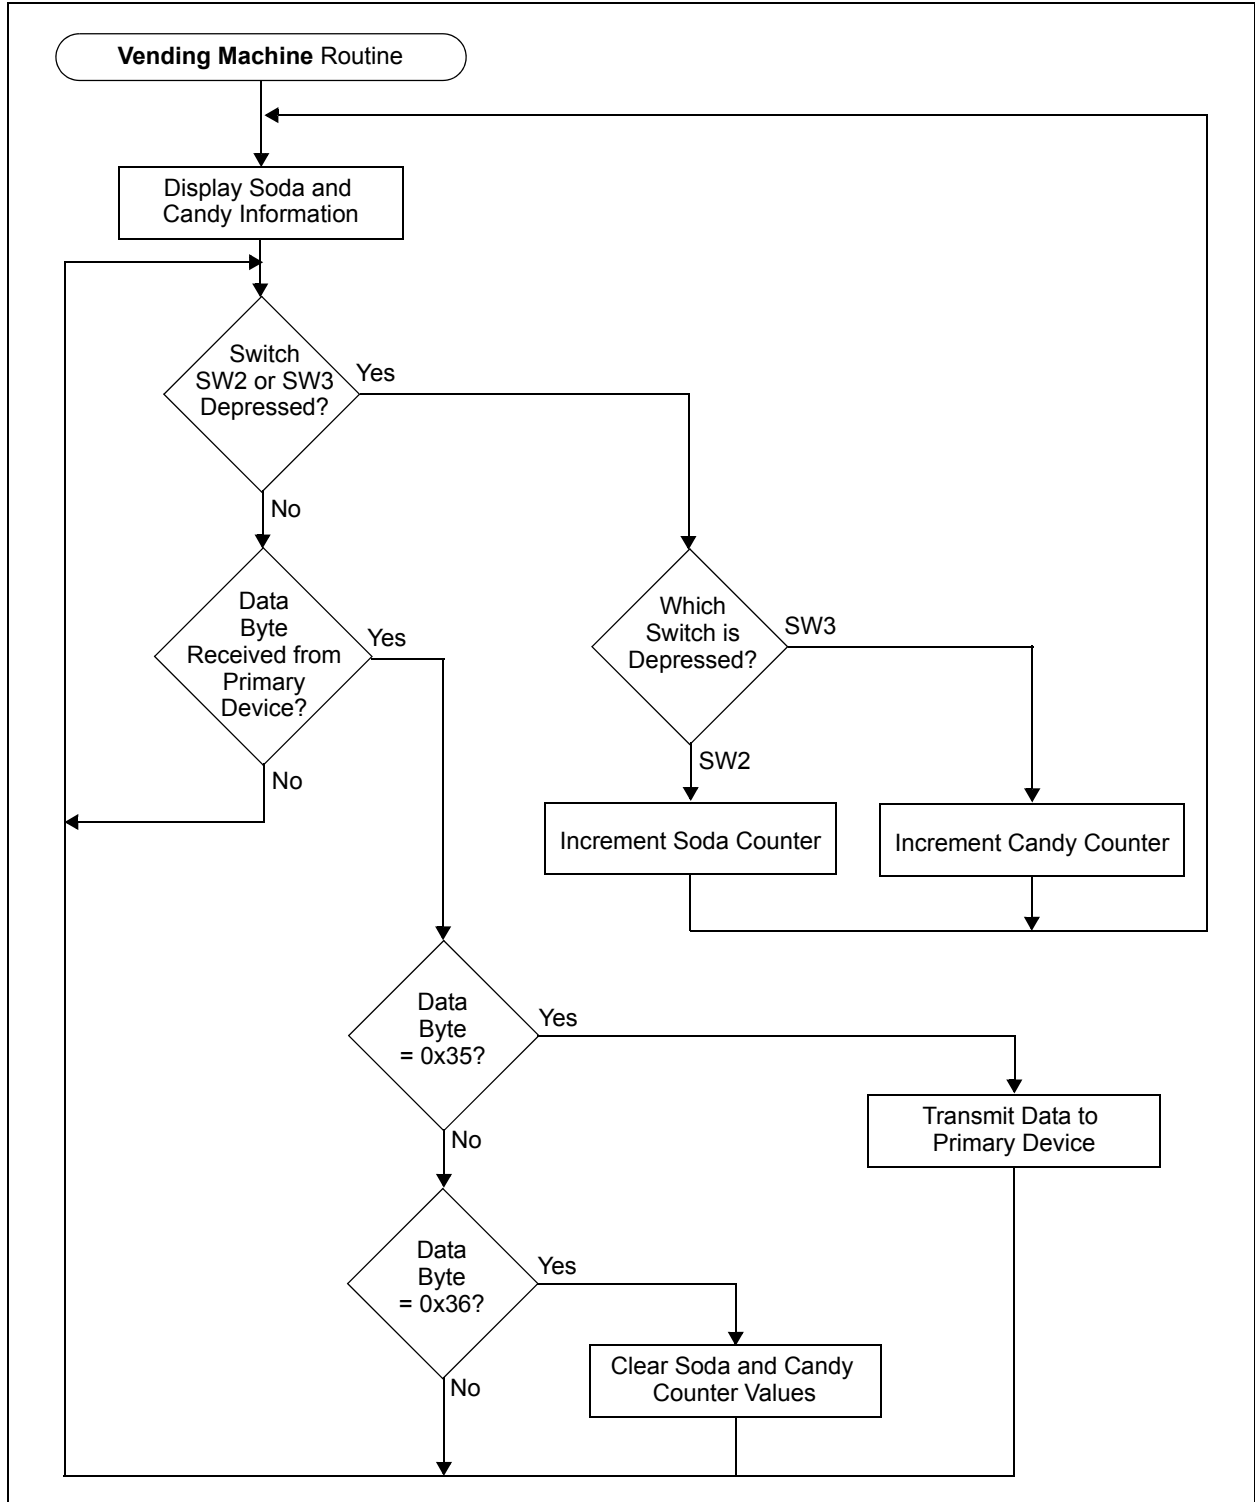 Vending Machine Routine
Display Soda and
Candy Information
Switch
SW2 or SW3
Depressed?
Yes
No
Data
Byte
Received from
Primary
Device?
Yes
No
Which
Switch is
Depressed?
SW3
SW2
Increment Soda Counter
Increment Candy Counter
Data
Byte
= 0x35?
Yes
No
Transmit Data to
Primary Device
Data
Byte
= 0x36?
Yes
No
Clear Soda and Candy
Counter Values